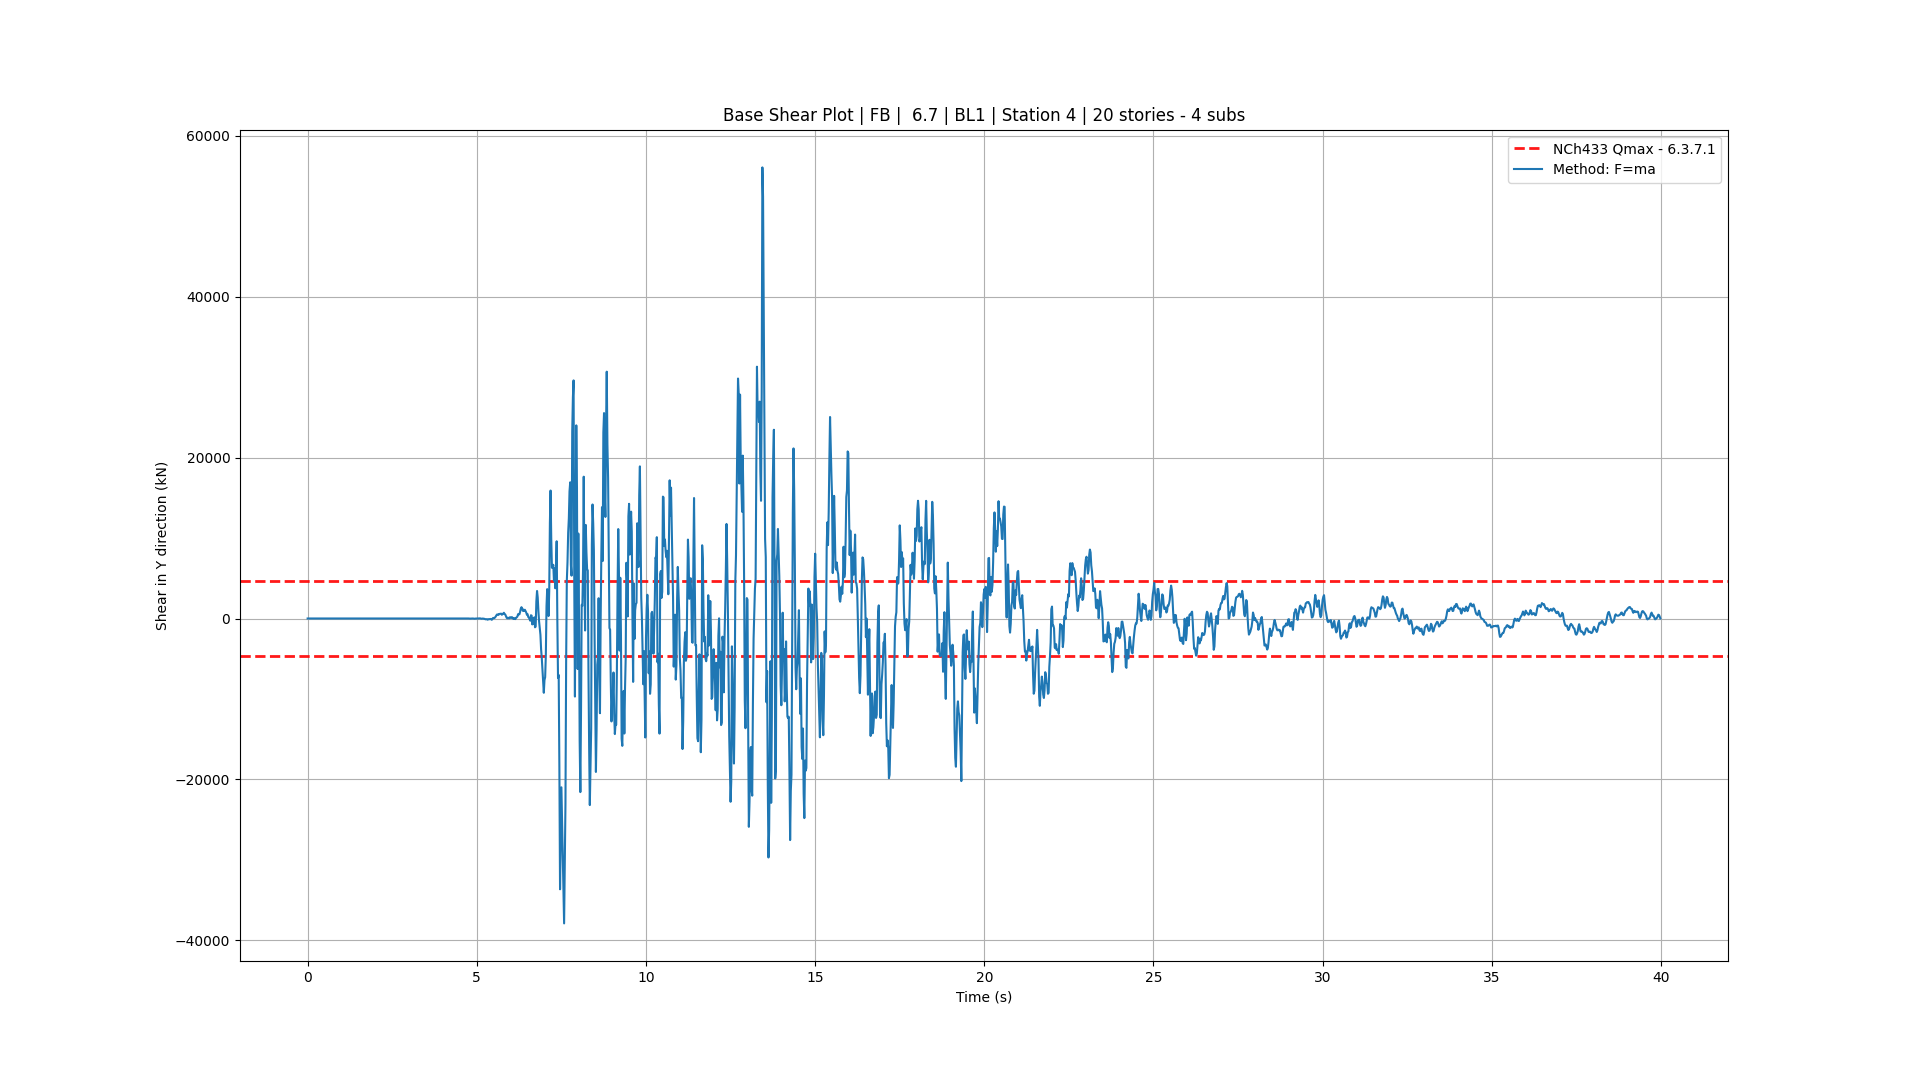 Base Shear Plot | FB |  6.7 | BL1 | Station 4 | 20 stories - 4 subs
NCh433 Qmax - 6.3.7.1
Method: F=ma
Shear in Y direction (kN)
60000
40000
20000
0
−20000
−40000
0 5 10 15 20 25 30 35 40
Time (s)